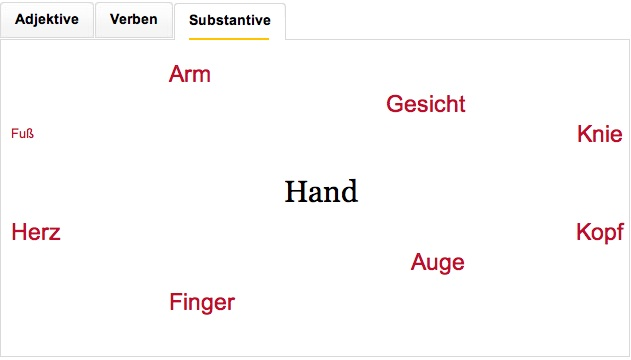 Adjektive Verben Substantive
Arm
Gesicht
Fuß Knie
Hand
Herz Kopf
Auge
Finger